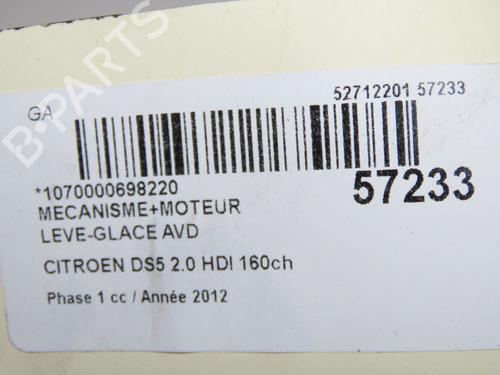 B-PARTS
GA
52712201 57233
*1070000698220
57233
MECANISME+MOTEUR
LEVE-GLACE AVD
CITROEN DS5 2.0 HDI 160ch
Phase 1 cc / Année 2012